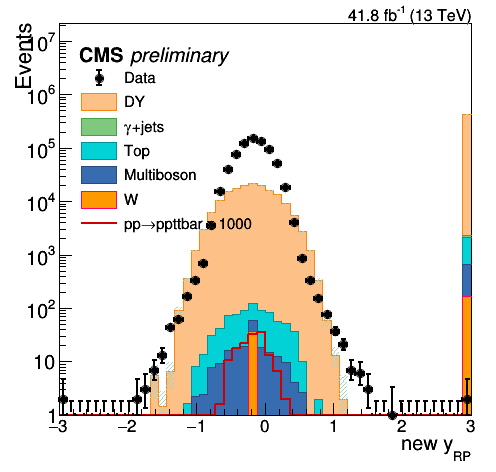 41.8 fb⁻¹ (13 TeV)
Events
CMS preliminary
Data
DY
γ+jets
Top
Multiboson
W
pp→ppttbar * 1000
10⁷
10⁶
10⁵
10⁴
10³
10²
10
1
−3 −2 −1 0 1 2 3
new y_RP